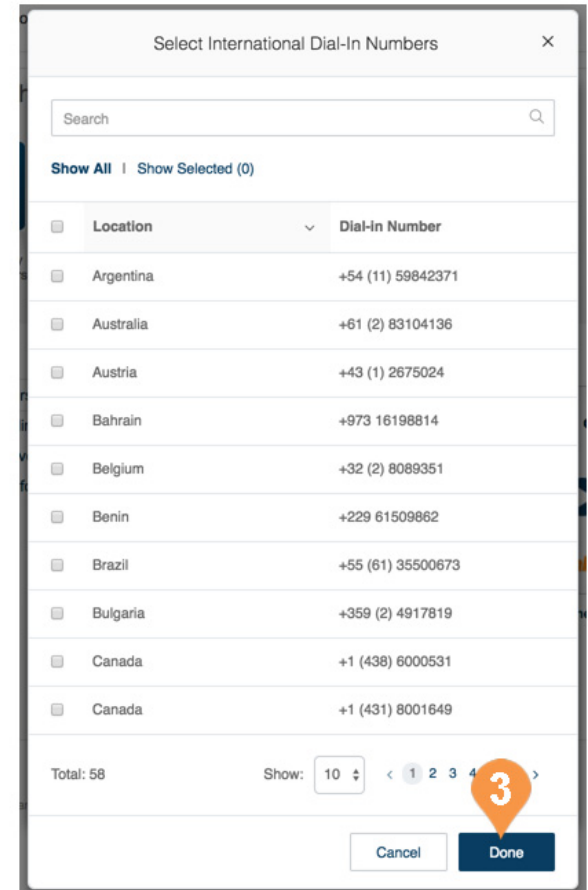 Select International Dial-In Numbers ×
Search
Show All | Show Selected (0)
Location Dial-in Number
Argentina +54 (11) 59842371
Australia +61 (2) 83104136
Austria +43 (1) 2675024
Bahrain +973 16198814
Belgium +32 (2) 8089351
Benin +229 61509862
Brazil +55 (61) 35500673
Bulgaria +359 (2) 4917819
Canada +1 (438) 6000531
Canada +1 (431) 8001649
Total: 58 Show: 10 < 1 2 3 4 >
3
Cancel Done